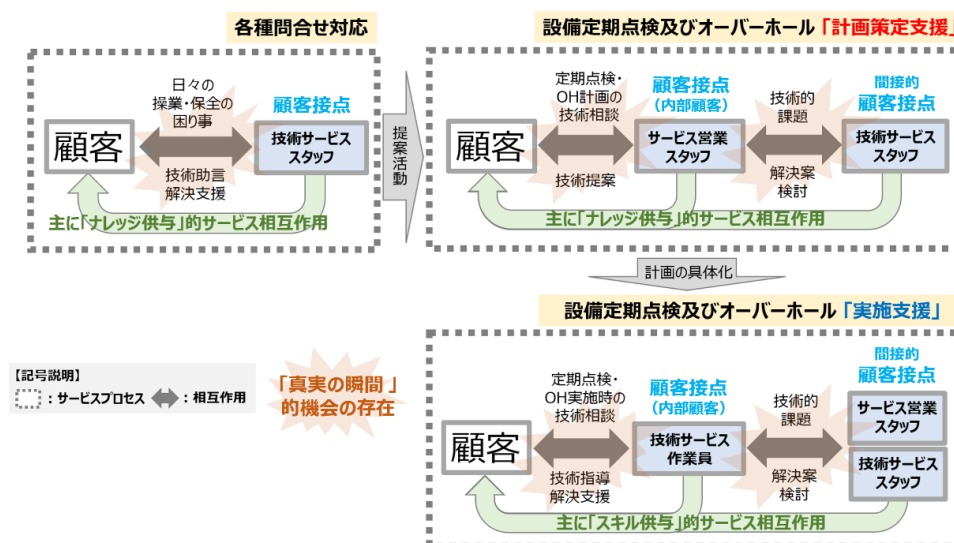 各種問合せ対応
日々の
操業・保全の
困り事
顧客接点
顧客
技術サービス
スタッフ
技術助言
解決支援
主に「ナレッジ供与」的サービス相互作用
提案活動
設備定期点検及びオーバーホール「計画策定支援」
定期点検・
OH計画の
技術相談
顧客接点
（内部顧客）
技術的
課題
間接的
顧客接点
顧客
サービス営業
スタッフ
技術サービス
スタッフ
技術提案
解決案
検討
主に「ナレッジ供与」的サービス相互作用
計画の具体化
設備定期点検及びオーバーホール「実施支援」
定期点検・
OH実施時の
技術相談
顧客接点
（内部顧客）
技術的
課題
間接的
顧客接点
サービス営業
スタッフ
顧客
技術サービス
作業員
技術サービス
スタッフ
技術指導
解決支援
解決案
検討
主に「スキル供与」的サービス相互作用
【記号説明】
：サービスプロセス
：相互作用
「真実の瞬間」
的機会の存在